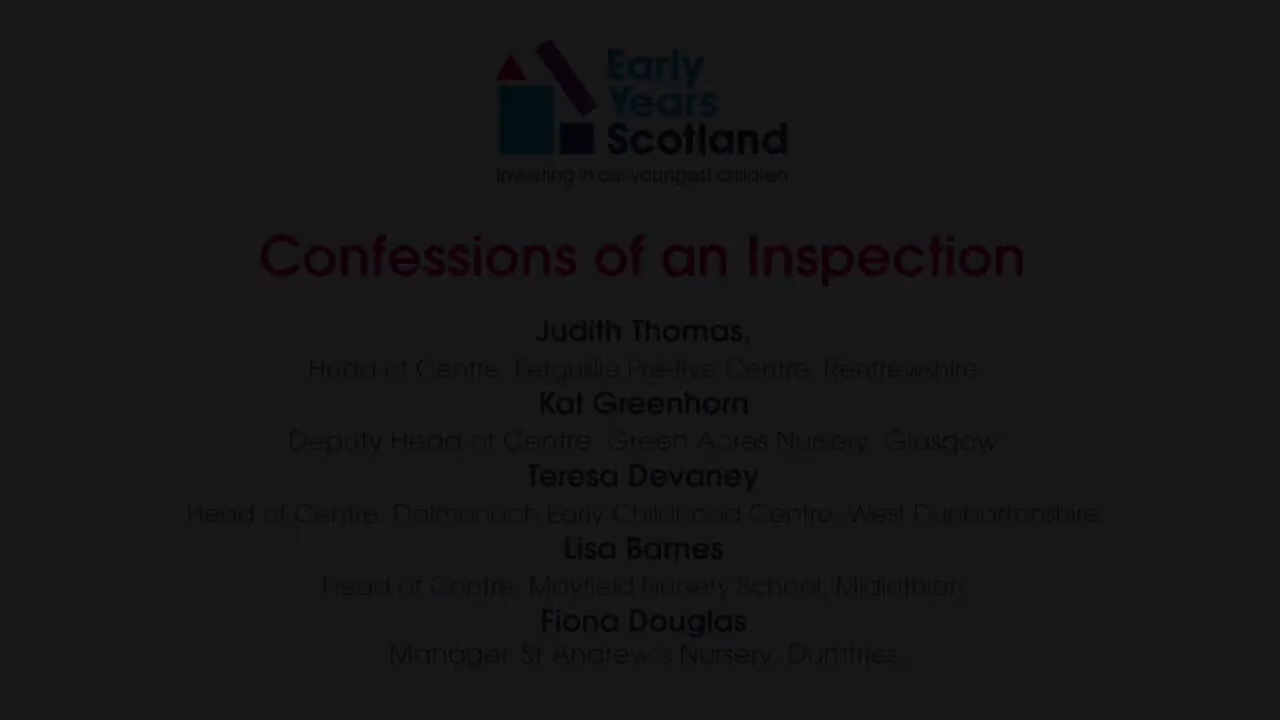 Early
Years
Scotland
Investing in our youngest children
Confessions of an Inspection
Judith Thomas,
Head of Centre, Ferguslie Pre-five Centre, Renfrewshire
Kat Greenhorn
Deputy Head of Centre, Green Acres Nursery, Glasgow
Teresa Devaney
Head of Centre, Dalmonach Early Childhood Centre, West Dunbartonshire
Lisa Barnes
Head of Centre, Mayfield Nursery School, Midlothian
Fiona Douglas
Manager, St Andrew's Nursery, Dumfries